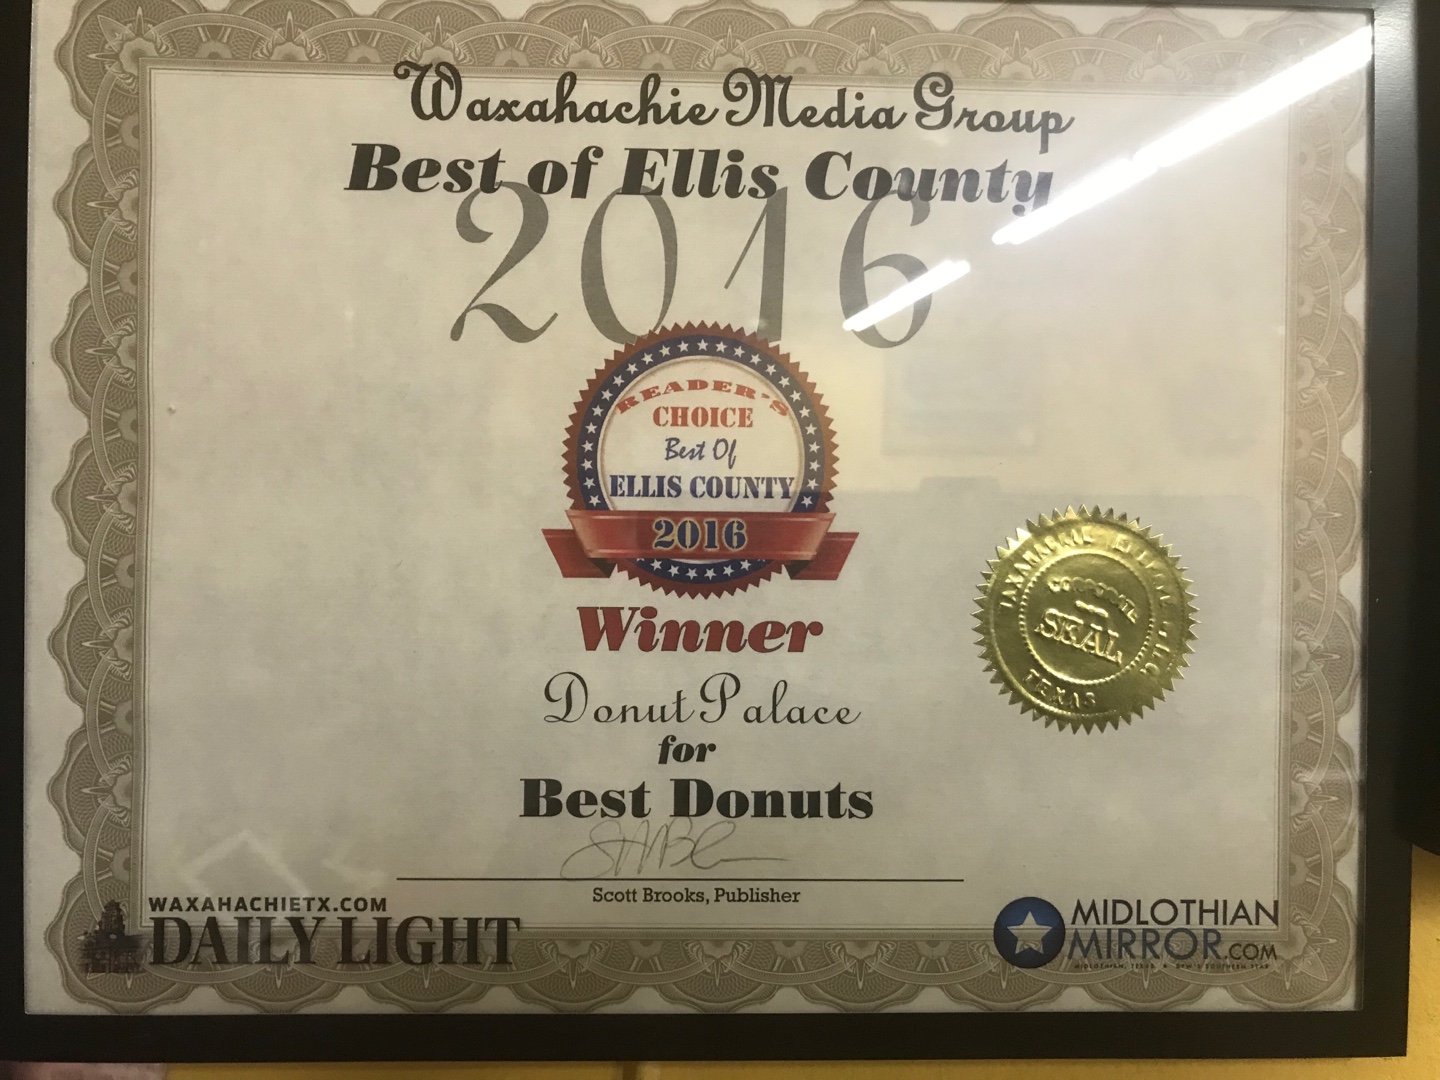 Waxahachie Media Group
Best of Ellis County
2016
READER'S
CHOICE
Best Of
ELLIS COUNTY
2016
Winner
Donut Palace
for
Best Donuts
Scott Brooks, Publisher
WAXAHACHIETX.COM
DAILY LIGHT
MIDLOTHIAN
MIRROR.COM
CORPORATE
SEAL
TEXAS